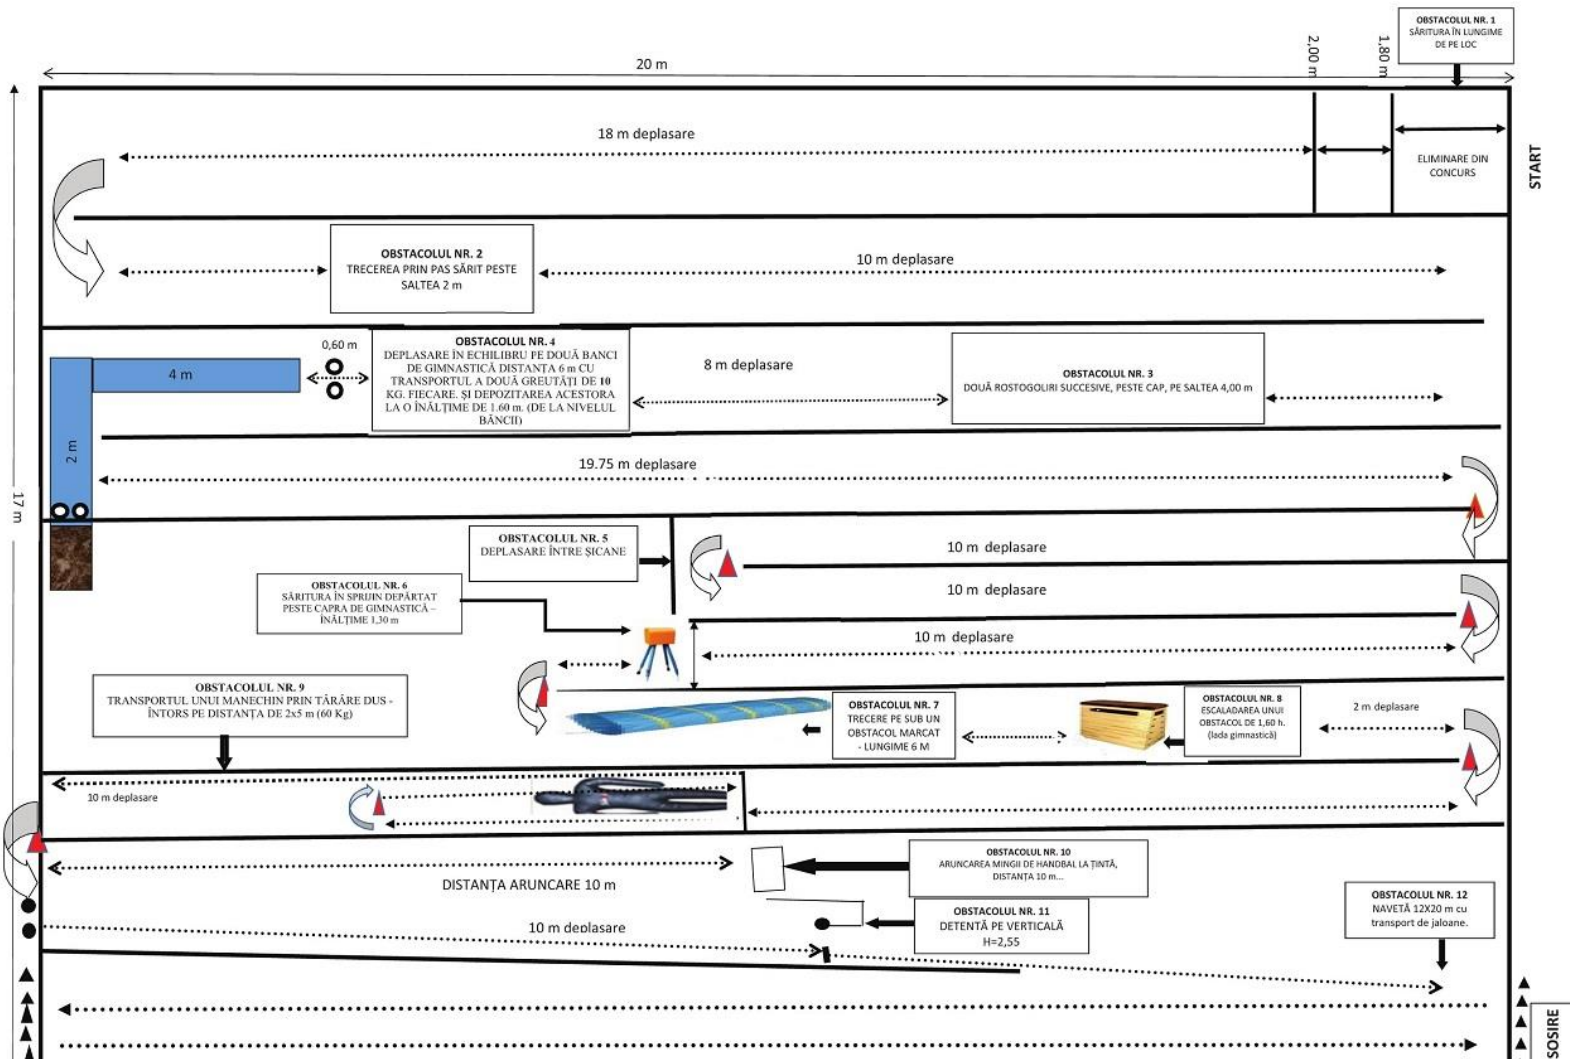 OBSTACOLUL NR. 1
SĂRITURA ÎN LUNGIME
DE PE LOC
2,00 m
1,80 m
20 m
18 m deplasare
ELIMINARE DIN
CONCURS
START
OBSTACOLUL NR. 2
TRECEREA PRIN PAS SĂRIT PESTE
SALTEA 2 m
10 m deplasare
0,60 m
4 m
2 m
OBSTACOLUL NR. 4
DEPLASARE ÎN ECHILIBRU PE DOUĂ BANCI
DE GIMNASTICĂ DISTANȚA 6 m CU
TRANSPORTUL A DOUĂ GREUTĂȚI DE 10
KG. FIECARE. ȘI DEPOZITAREA ACESTORA
LA O ÎNĂLȚIME DE 1.60 m. (DE LA NIVELUL
BĂNCII)
8 m deplasare
OBSTACOLUL NR. 3
DOUĂ ROSTOGOLIRI SUCCESIVE, PESTE CAP, PE SALTEA 4,00 m
19.75 m deplasare
17 m
OBSTACOLUL NR. 5
DEPLASARE ÎNTRE ȘICANE
10 m deplasare
OBSTACOLUL NR. 6
SĂRITURA ÎN SPRIJIN DEPĂRTAT
PESTE CAPRA DE GIMNASTICĂ –
ÎNĂLȚIME 1,30 m
10 m deplasare
10 m deplasare
OBSTACOLUL NR. 9
TRANSPORTUL UNUI MANECHIN PRIN TÂRÂRE DUS -
ÎNTORS PE DISTANȚA DE 2x5 m (60 Kg)
OBSTACOLUL NR. 7
TRECERE PE SUB UN
OBSTACOL MARCAT
- LUNGIME 6 M
OBSTACOLUL NR. 8
ESCALADAREA UNUI
OBSTACOL DE 1,60 h.
(lada gimnastică)
2 m deplasare
10 m deplasare
OBSTACOLUL NR. 10
ARUNCAREA MINGII DE HANDBAL LA ȚINTĂ,
DISTANȚA 10 m...
DISTANȚA ARUNCARE 10 m
OBSTACOLUL NR. 11
DETENTĂ PE VERTICALĂ
H=2,55
OBSTACOLUL NR. 12
NAVETĂ 12X20 m cu
transport de jaloane.
10 m deplasare
SOSIRE